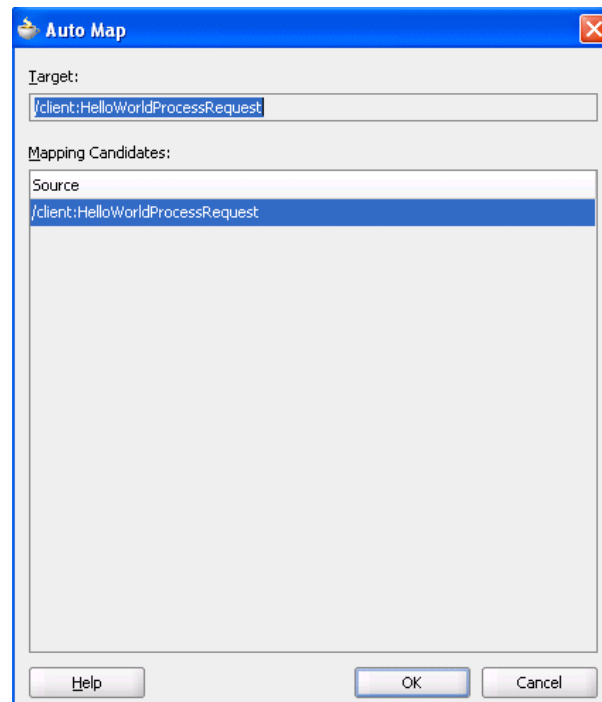 Auto Map
Target:
/client:HelloWorldProcessRequest
Mapping Candidates:
Source
/client:HelloWorldProcessRequest
Help OK Cancel